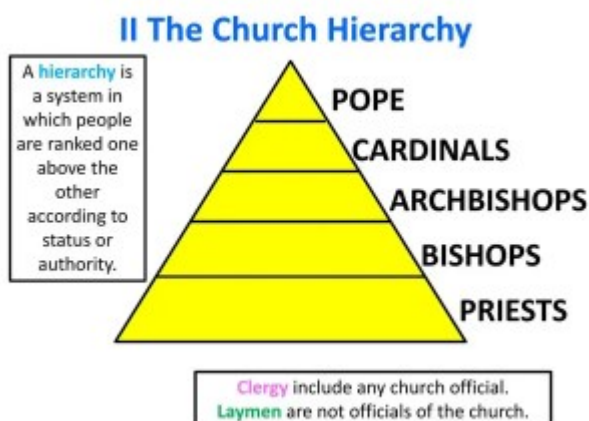 II The Church Hierarchy
A hierarchy is
a system in
which people
are ranked one
above the
other
according to
status or
authority.
POPE
CARDINALS
ARCHBISHOPS
BISHOPS
PRIESTS
Clergy include any church official.
Laymen are not officials of the church.